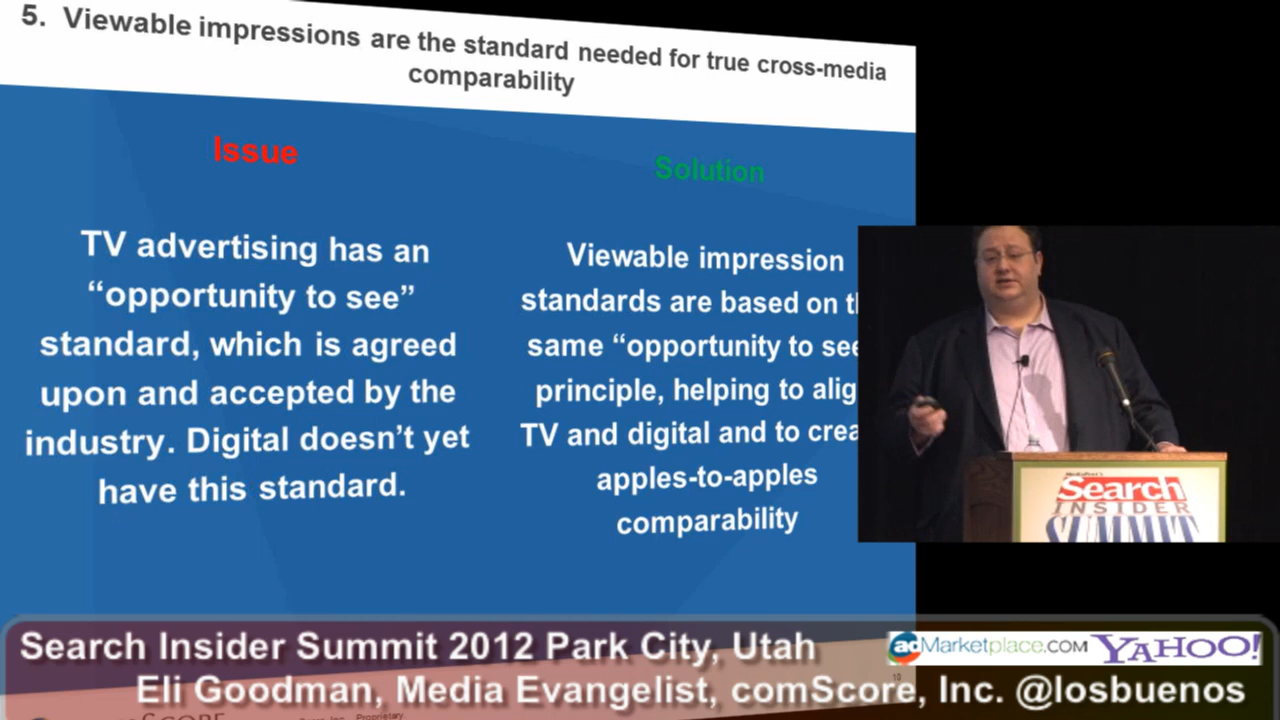 5. Viewable impressions are the standard needed for true cross-media
comparability
Issue
TV advertising has an
“opportunity to see”
standard, which is agreed
upon and accepted by the
industry. Digital doesn’t yet
have this standard.
Solution
Viewable impression
standards are based on
same “opportunity to see
principle, helping to
TV and digital and to
apples-to-apples
comparability
MediaPost's
Search
INSIDER
SUMMIT
Search Insider Summit 2012 Park City, Utah
adMarketplace.COM YAHOO!
Eli Goodman, Media Evangelist, comScore, Inc. @losbuenos
10
Proprietary